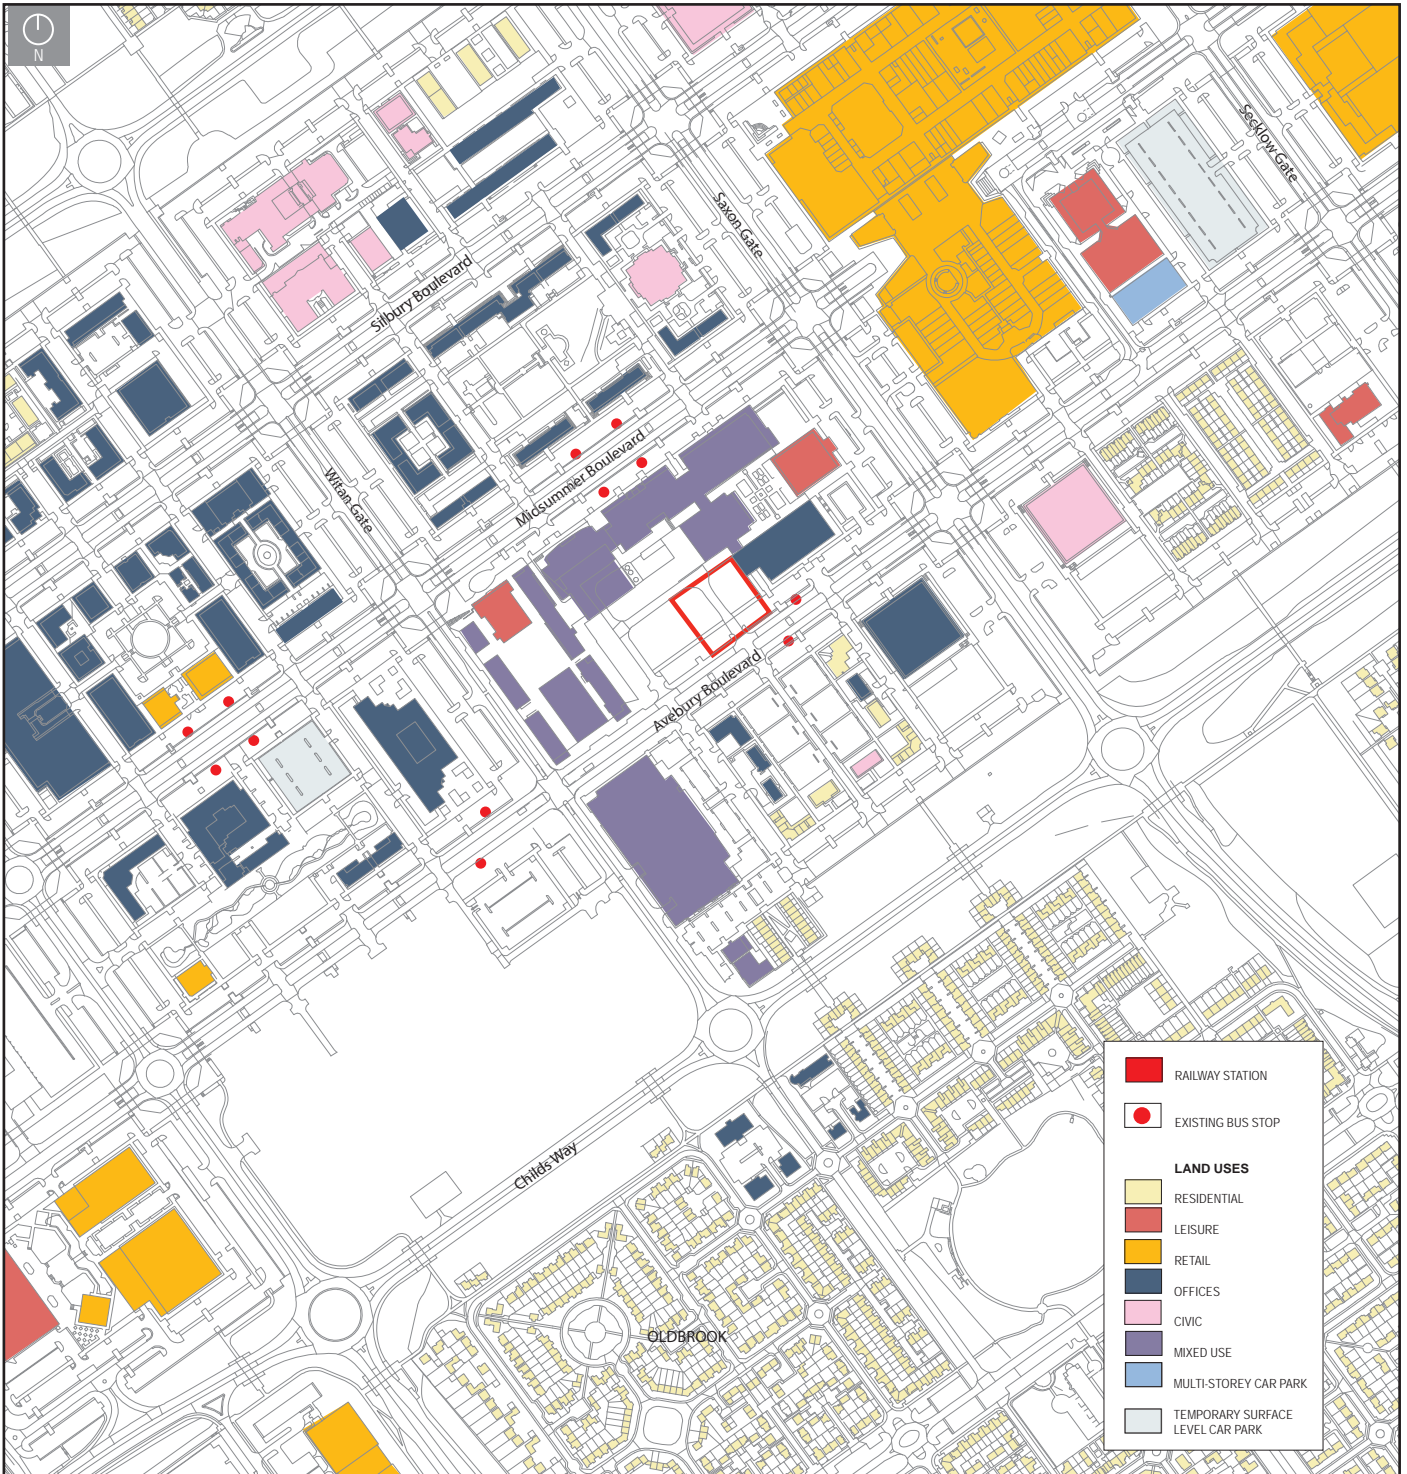 N
Secklow Gate
Saxon Gate
Silbury Boulevard
Midsummer Boulevard
Witan Gate
Avebury Boulevard
Childs Way
OLDBROOK
RAILWAY STATION
EXISTING BUS STOP
LAND USES
RESIDENTIAL
LEISURE
RETAIL
OFFICES
CIVIC
MIXED USE
MULTI-STOREY CAR PARK
TEMPORARY SURFACE
LEVEL CAR PARK